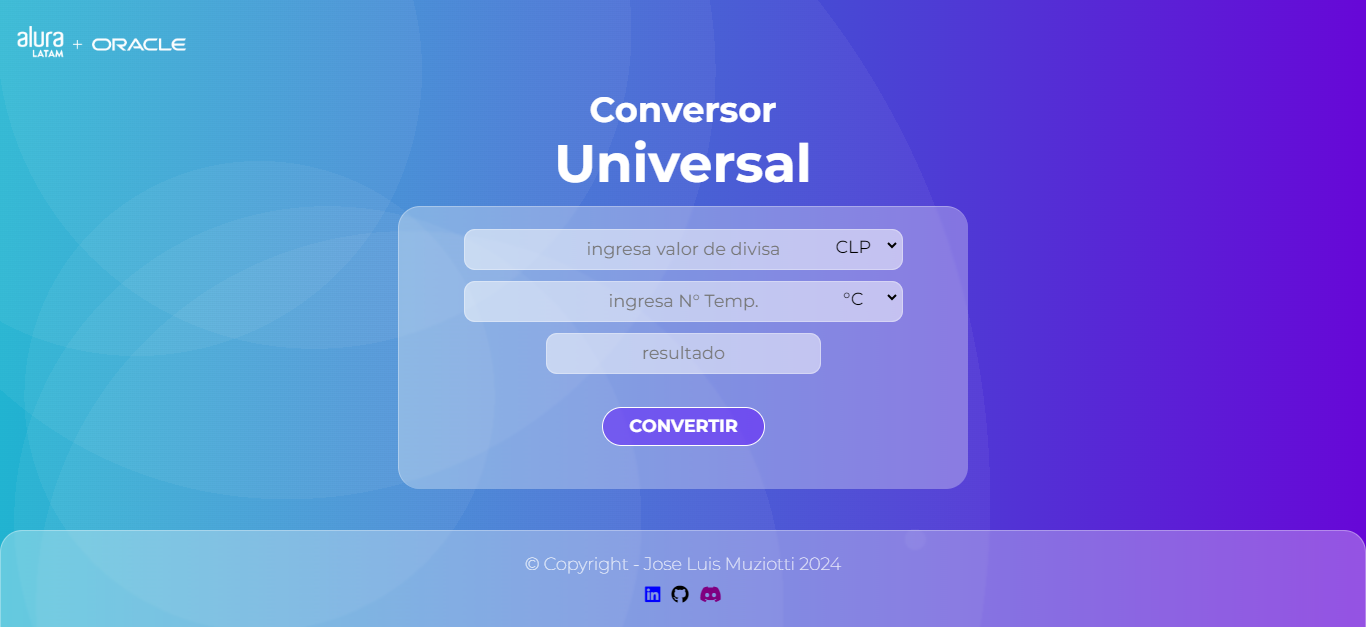 alura
LATAM + ORACLE
Conversor
Universal
ingresa valor de divisa CLP
ingresa N° Temp. °C
resultado
CONVERTIR
© Copyright - Jose Luis Muziotti 2024
in